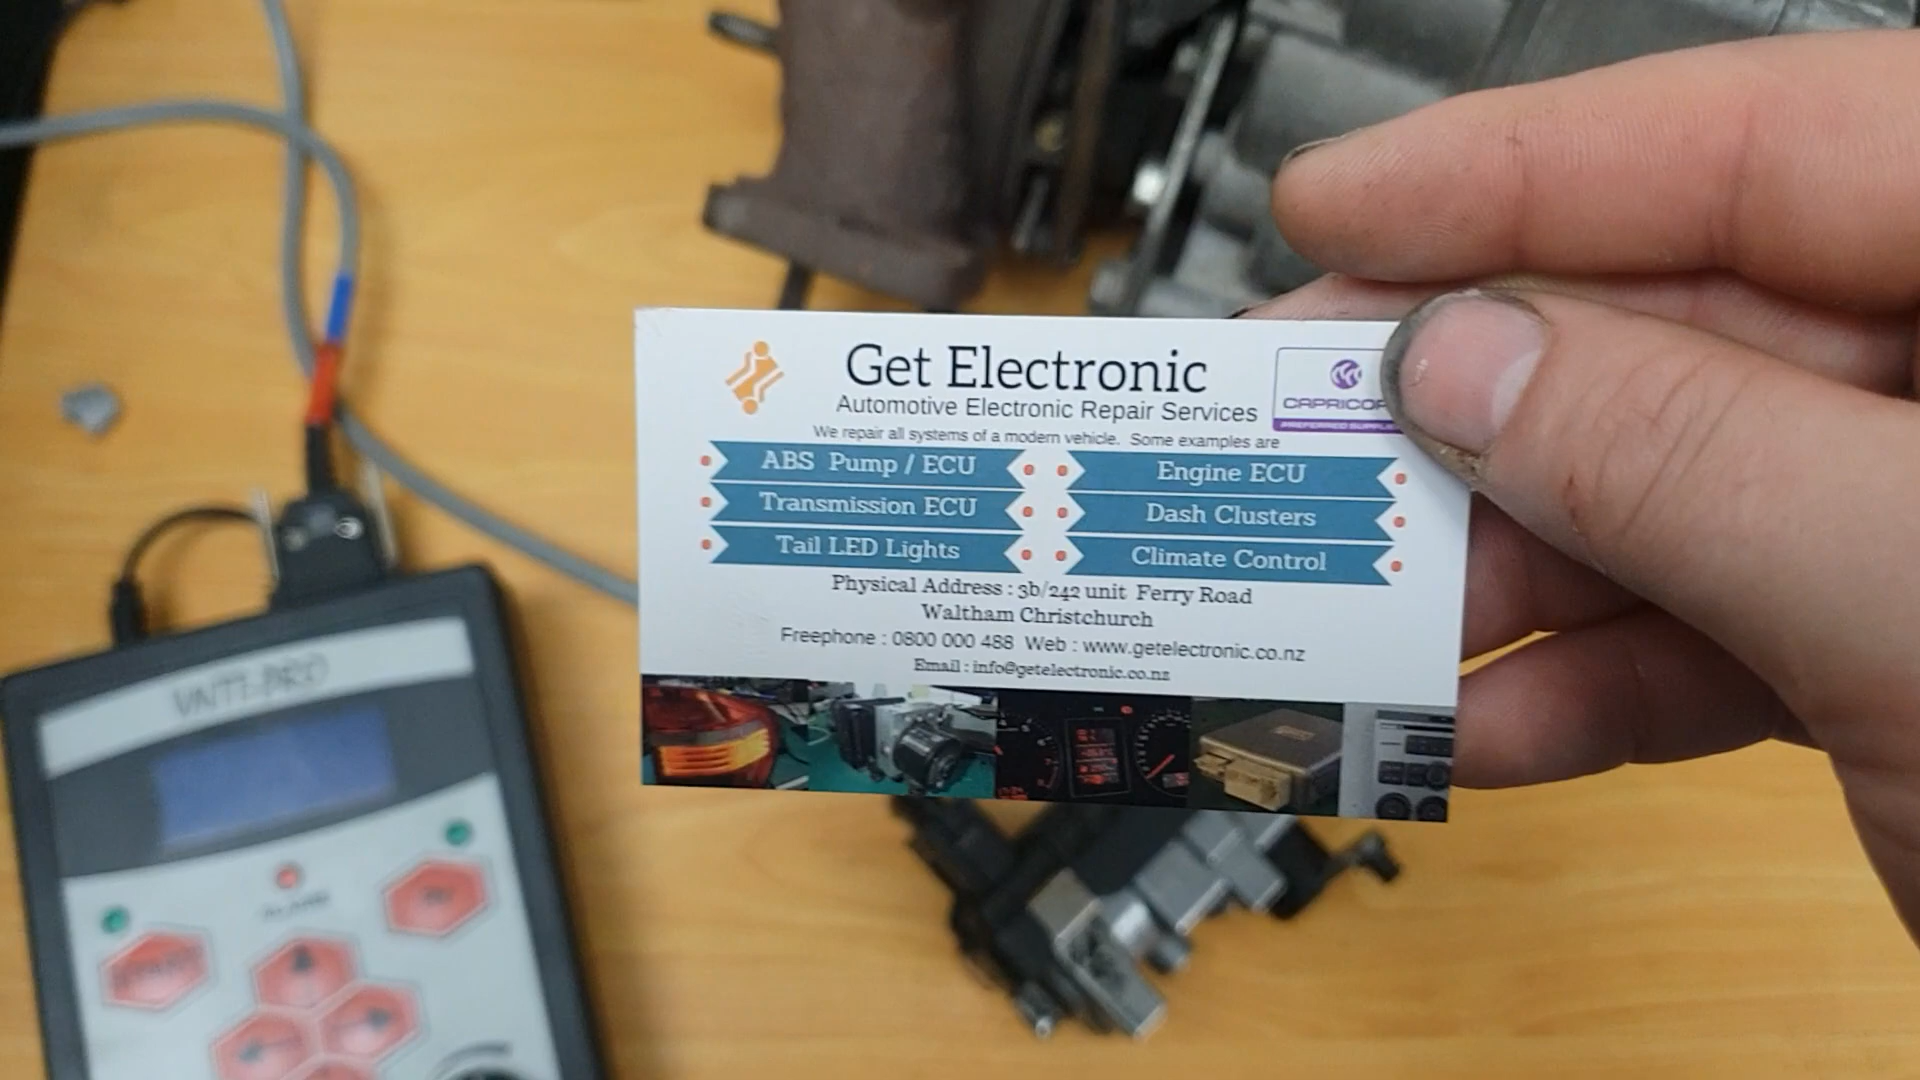 Get Electronic
Automotive Electronic Repair Services
We repair all systems of a modern vehicle. Some examples are
ABS Pump / ECU
Engine ECU
Transmission ECU
Dash Clusters
Tail LED Lights
Climate Control
Physical Address : 3b/242 unit Ferry Road
Waltham Christchurch
Freephone : 0800 000 488 Web : www.getelectronic.co.nz
Email : info@getelectronic.co.nz
VNTT-PRO